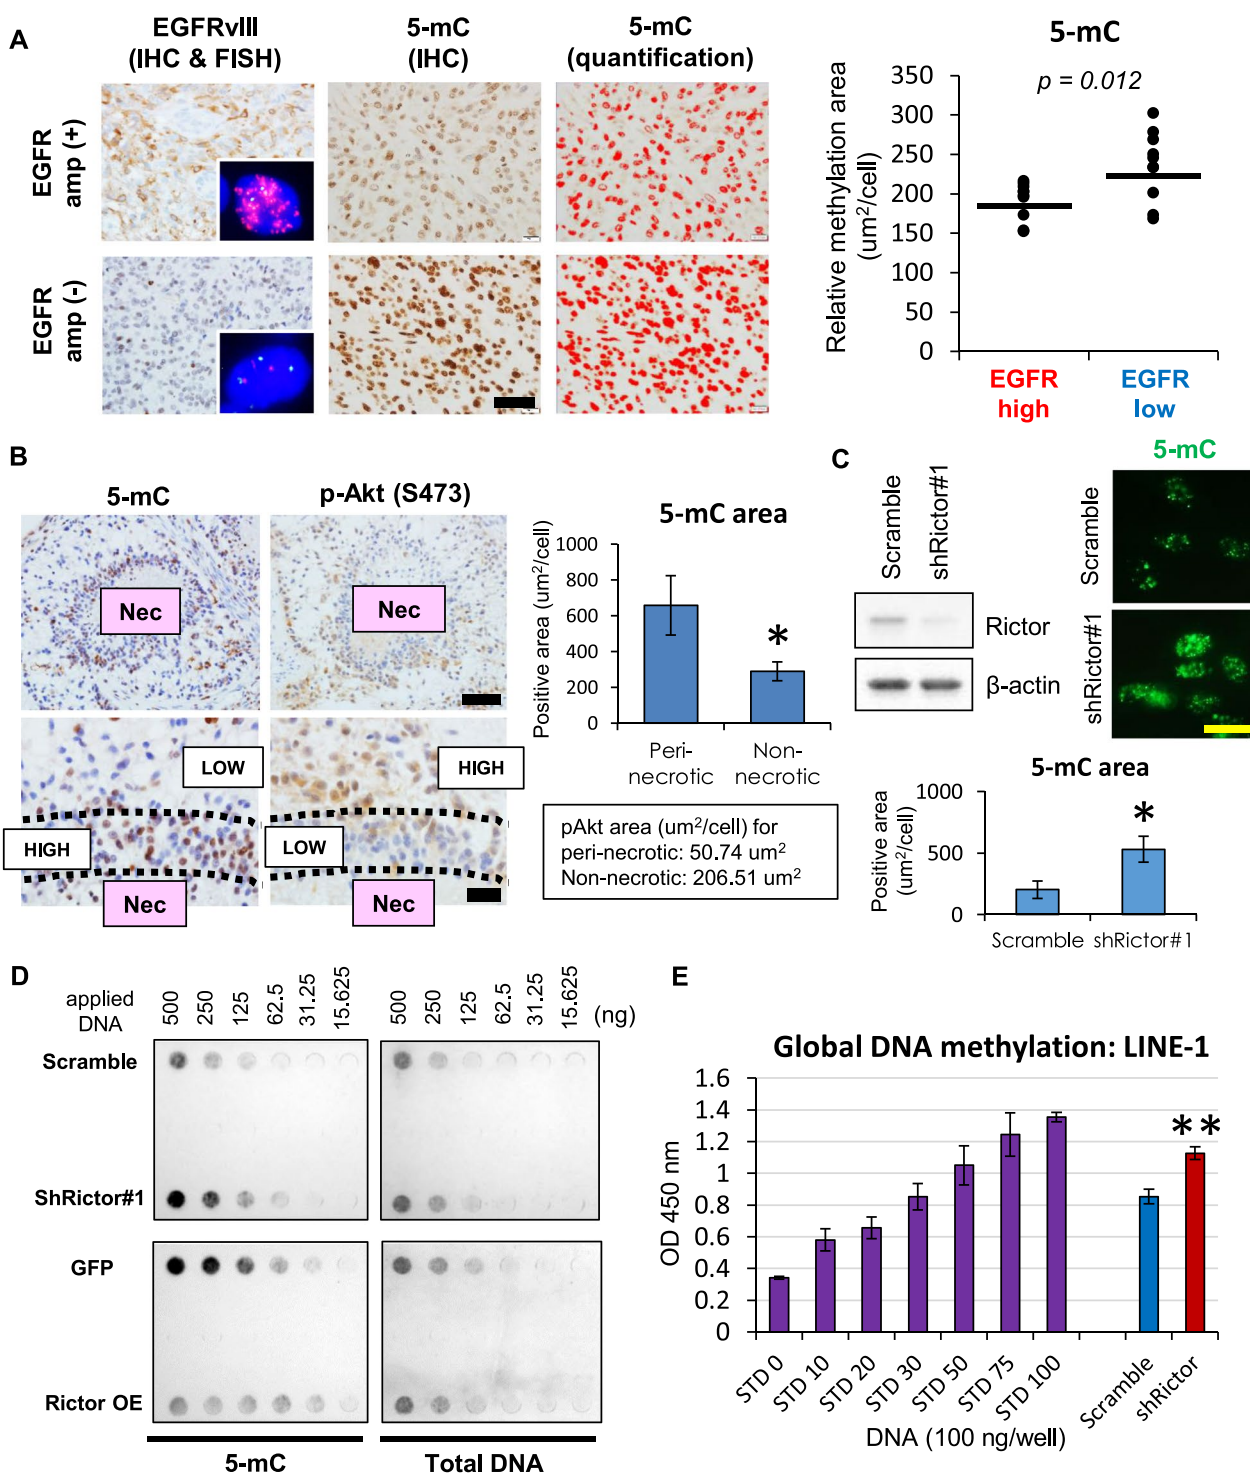 A
EGFRvIII
(IHC & FISH)
5-mC
(IHC)
5-mC
(quantification)
EGFR
amp (+)
EGFR
amp (-)
5-mC
p = 0.012
Relative methylation area
(um²/cell)
350
300
250
200
150
100
50
0
EGFR
high
EGFR
low
B
5-mC
p-Akt (S473)
Nec
LOW
HIGH
HIGH
LOW
Nec
Nec
5-mC area
Positive area (um²/cell)
1000
800
600
400
200
0
*
Peri-
necrotic
Non-
necrotic
pAkt area (um²/cell) for
peri-necrotic: 50.74 um²
Non-necrotic: 206.51 um²
C
Scramble
shRictor#1
Rictor
β-actin
5-mC
Scramble
shRictor#1
5-mC area
Positive area
(um²/cell)
1000
500
0
*
Scramble
shRictor#1
D
applied
DNA
500
250
125
62.5
31.25
15.625
500
250
125
62.5
31.25
15.625
(ng)
Scramble
ShRictor#1
GFP
Rictor OE
5-mC
Total DNA
E
Global DNA methylation: LINE-1
OD 450 nm
1.6
1.4
1.2
1
0.8
0.6
0.4
0.2
0
**
STD 0
STD 10
STD 20
STD 30
STD 50
STD 75
STD 100
Scramble
shRictor
DNA (100 ng/well)